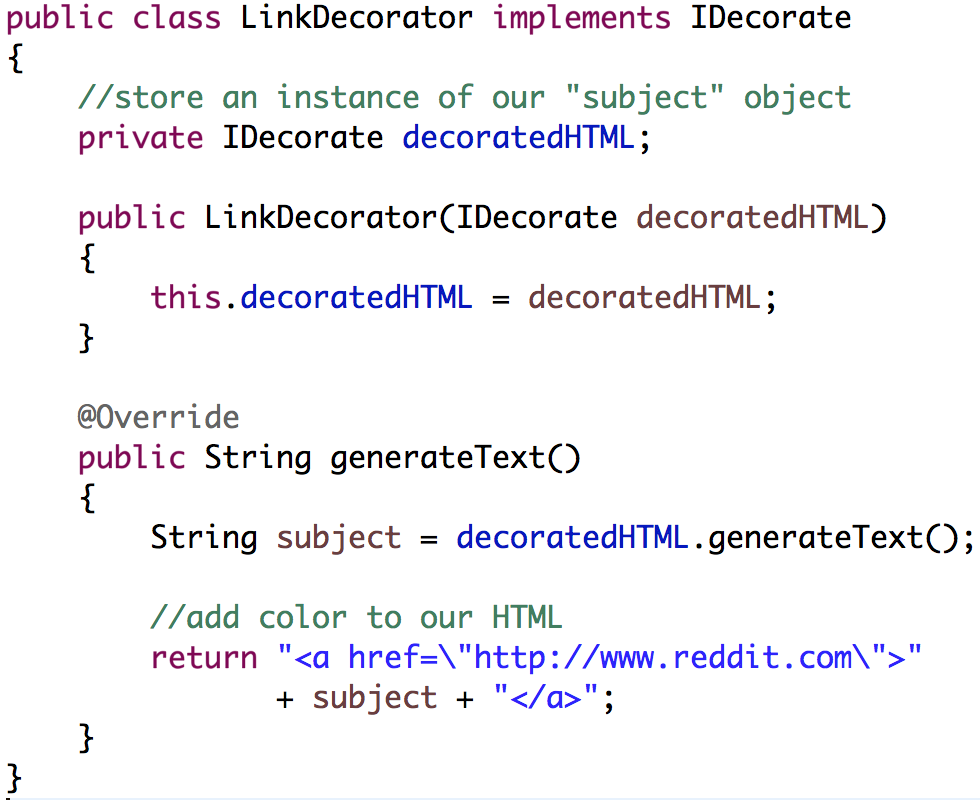 public class LinkDecorator implements IDecorate
{
    //store an instance of our "subject" object
    private IDecorate decoratedHTML;

    public LinkDecorator(IDecorate decoratedHTML)
    {
        this.decoratedHTML = decoratedHTML;
    }

    @Override
    public String generateText()
    {
        String subject = decoratedHTML.generateText();

        //add color to our HTML
        return "<a href=\"http://www.reddit.com\">"
               + subject + "</a>";
    }
}